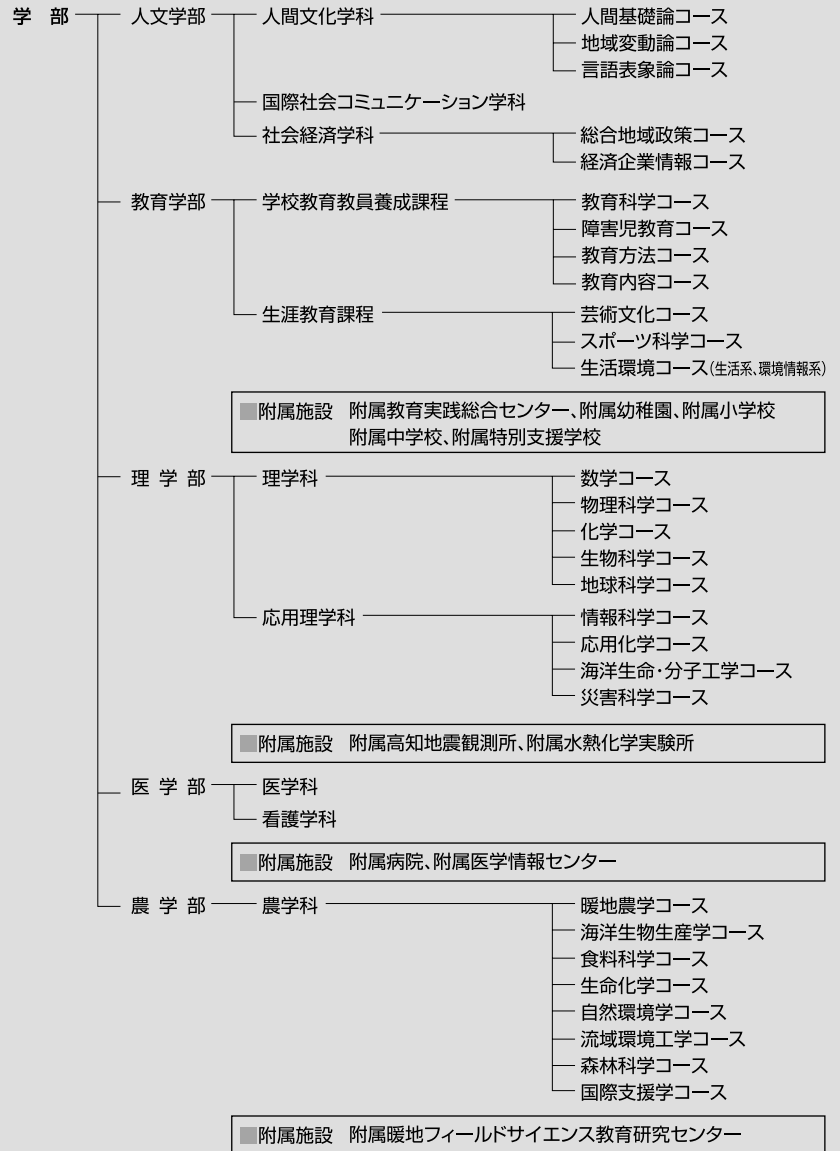 学 部 人文学部 人間文化学科 人間基礎論コース
地域変動論コース
言語表象論コース
国際社会コミュニケーション学科
社会経済学科 総合地域政策コース
経済企業情報コース
教育学部 学校教育教員養成課程 教育科学コース
障害児教育コース
教育方法コース
教育内容コース
生涯教育課程 芸術文化コース
スポーツ科学コース
生活環境コース(生活系、環境情報系)
■附属施設 附属教育実践総合センター、附属幼稚園、附属小学校
附属中学校、附属特別支援学校
理 学 部 理学科 数学コース
物理科学コース
化学コース
生物科学コース
地球科学コース
応用理学科 情報科学コース
応用化学コース
海洋生命・分子工学コース
災害科学コース
■附属施設 附属高知地震観測所、附属水熱化学実験所
医 学 部 医学科
看護学科
■附属施設 附属病院、附属医学情報センター
農 学 部 農学科 暖地農学コース
海洋生物生産学コース
食料科学コース
生命化学コース
自然環境学コース
流域環境工学コース
森林科学コース
国際支援学コース
■附属施設 附属暖地フィールドサイエンス教育研究センター